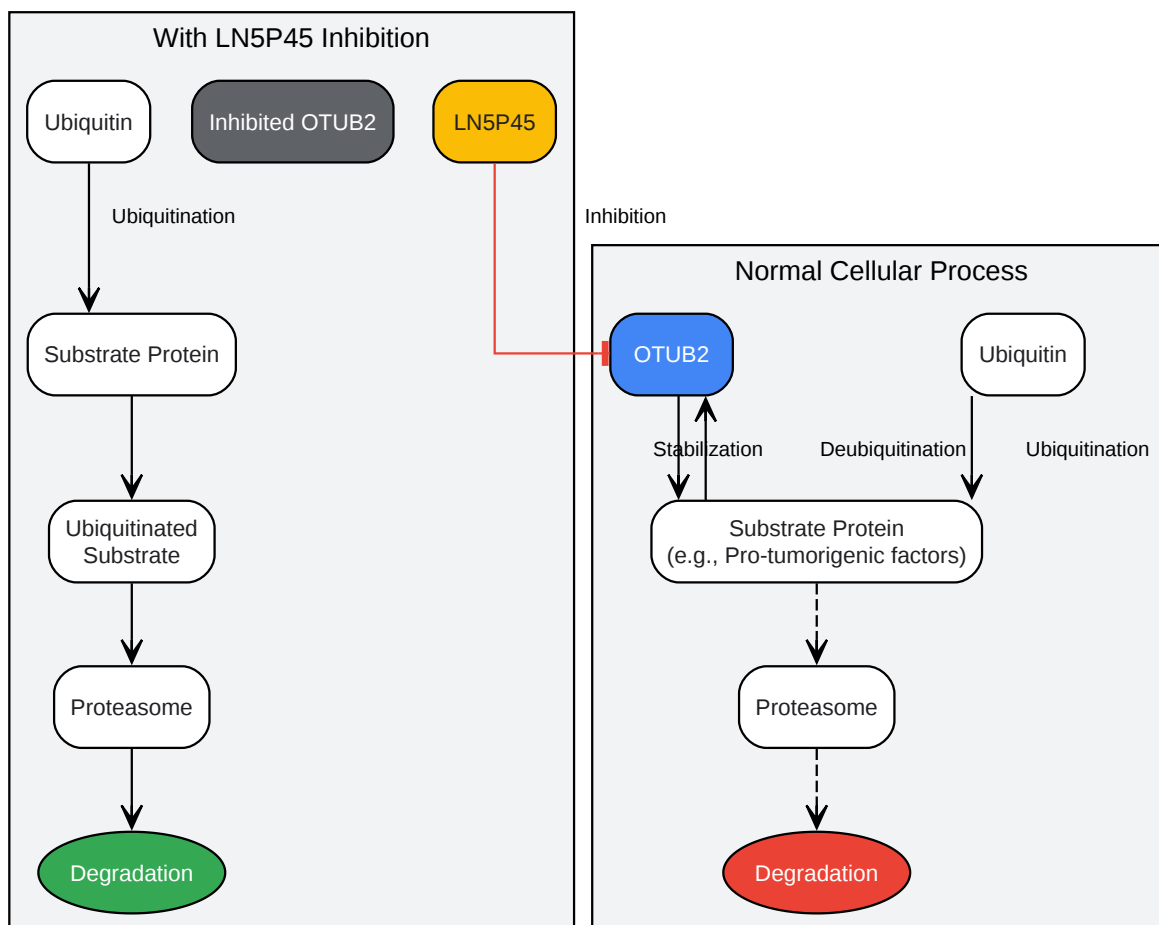 With LN5P45 Inhibition
Ubiquitin
Inhibited OTUB2
LN5P45
Ubiquitination
Inhibition
Substrate Protein
Ubiquitinated
Substrate
Proteasome
Degradation
Normal Cellular Process
OTUB2
Ubiquitin
Stabilization
Deubiquitination
Ubiquitination
Substrate Protein
(e.g., Pro-tumorigenic factors)
Proteasome
Degradation